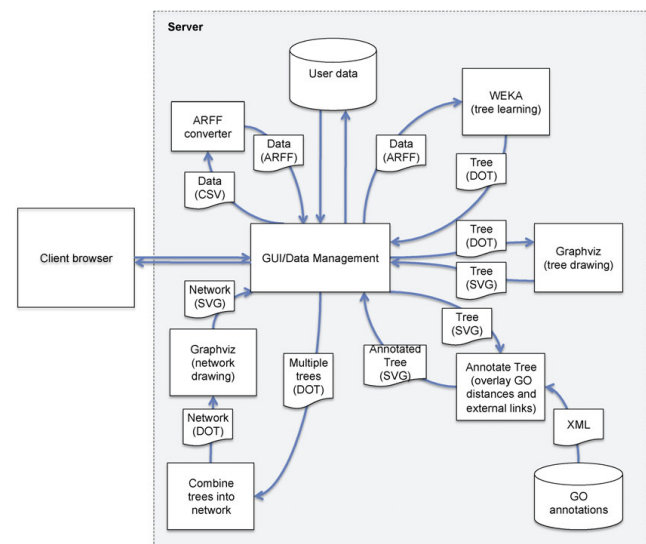 Server
User data
WEKA
(tree learning)
ARFF
converter
Data
(ARFF)
Data
(ARFF)
Tree
(DOT)
Data
(CSV)
Client browser
GUI/Data Management
Tree
(DOT)
Graphviz
(tree drawing)
Tree
(SVG)
Network
(SVG)
Tree
(SVG)
Graphviz
(network
drawing)
Multiple
trees
(DOT)
Annotated
Tree
(SVG)
Annotate Tree
(overlay GO
distances and
external links)
Network
(DOT)
XML
Combine
trees into
network
GO
annotations